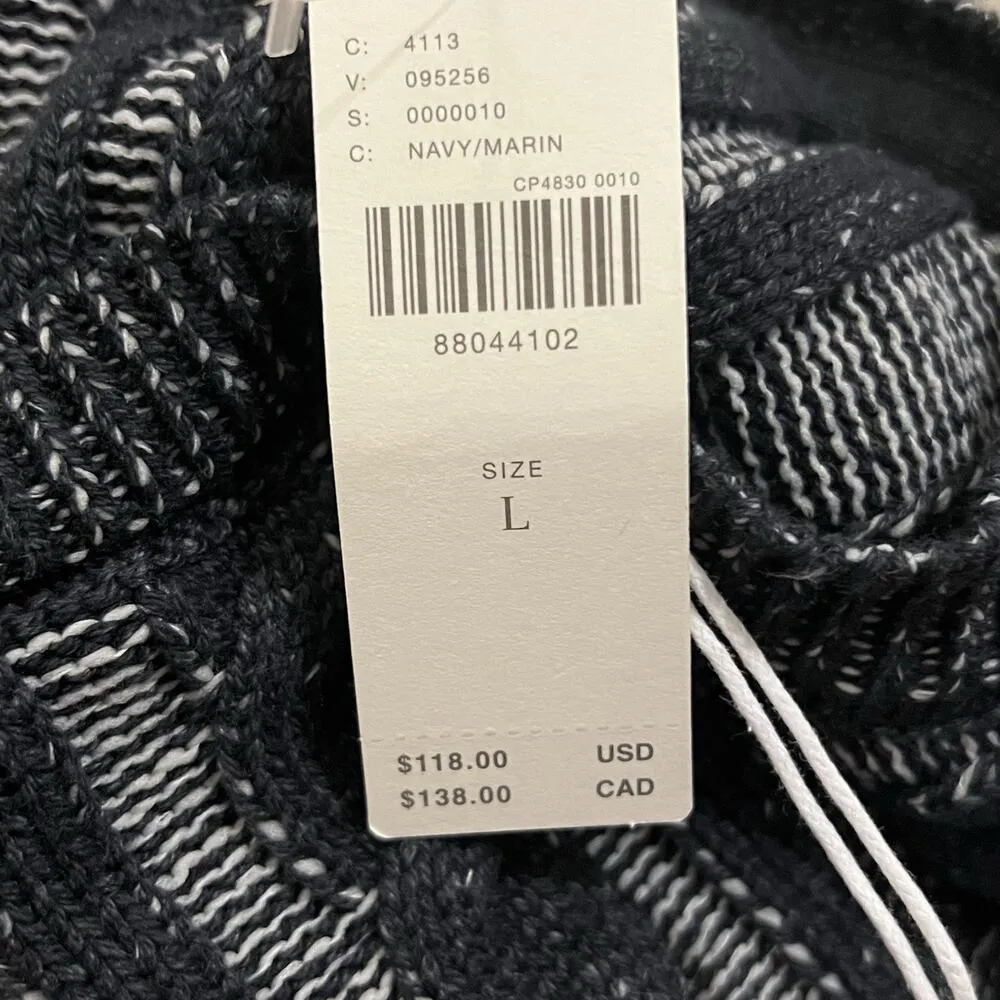 C: 4113
V: 095256
S: 0000010
C: NAVY/MARIN
CP4830 0010
88044102
SIZE
L
$118.00 USD
$138.00 CAD